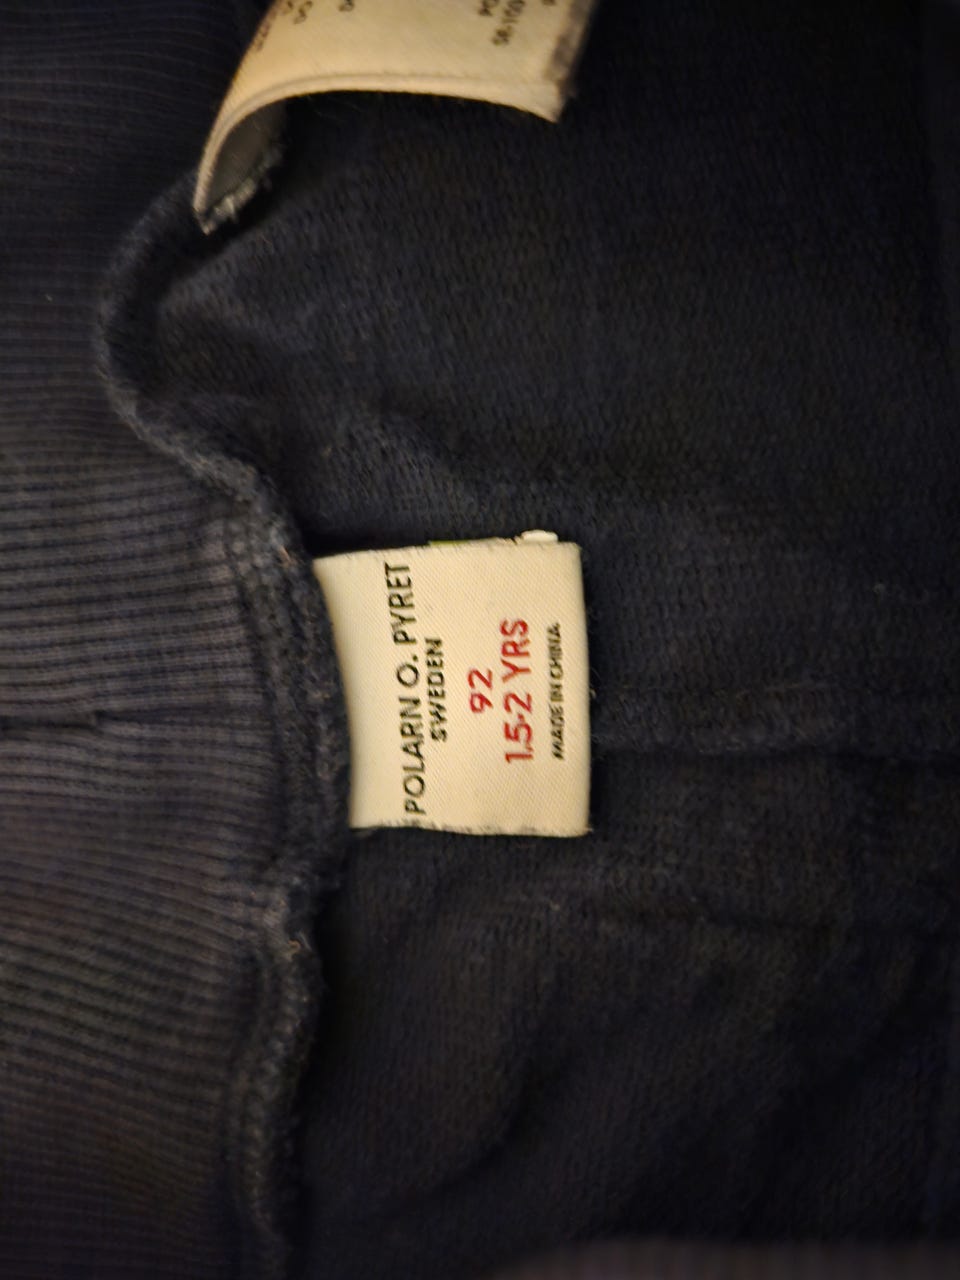 POLARN O. PYRET
SWEDEN
92
1.5-2 YRS
MADE IN CHINA